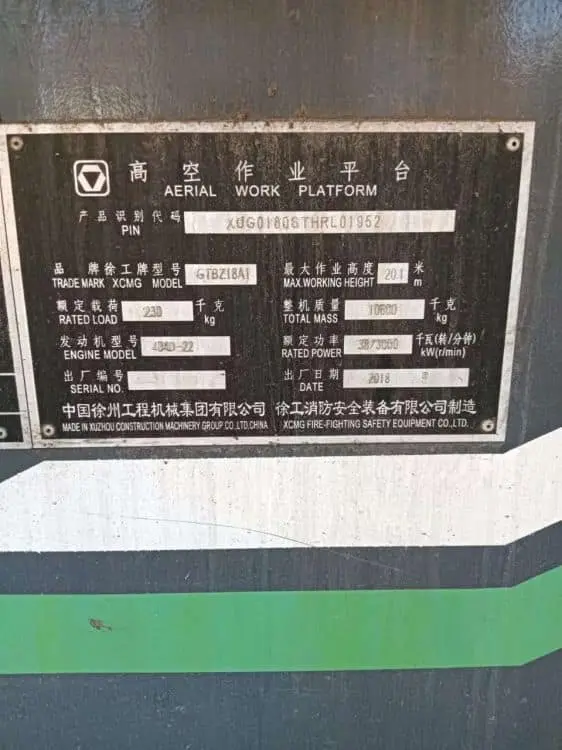 高空作业平台
AERIAL WORK PLATFORM
产品识别代码
PIN
品牌徐工牌型号 GTBZ18A1 最大作业高度 20.1 米
TRADE MARK XCMG MODEL MAX.WORKING HEIGHT m
额定载荷 230 千克 整机质量 千克
RATED LOAD kg TOTAL MASS kg
发动机型号 额定功率 千瓦(转/分钟)
ENGINE MODEL RATED POWER kW(r/min)
出厂编号 出厂日期 2018
SERIAL NO. DATE
中国徐州工程机械集团有限公司 徐工消防安全装备有限公司制造
MADE IN XUZHOU CONSTRUCTION MACHINERY GROUP CO.,LTD.CHINA XCMG FIRE-FIGHTING SAFETY EQUIPMENT CO.,LTD.